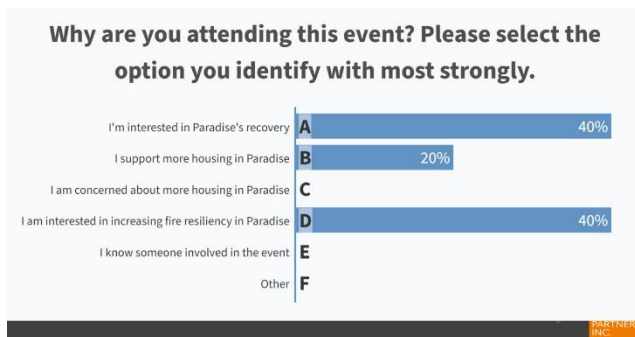 Why are you attending this event? Please select the
option you identify with most strongly.
I'm interested in Paradise's recovery A 40%
I support more housing in Paradise B 20%
I am concerned about more housing in Paradise C
I am interested in increasing fire resiliency in Paradise D 40%
I know someone involved in the event E
Other F
PARTNER
INC.